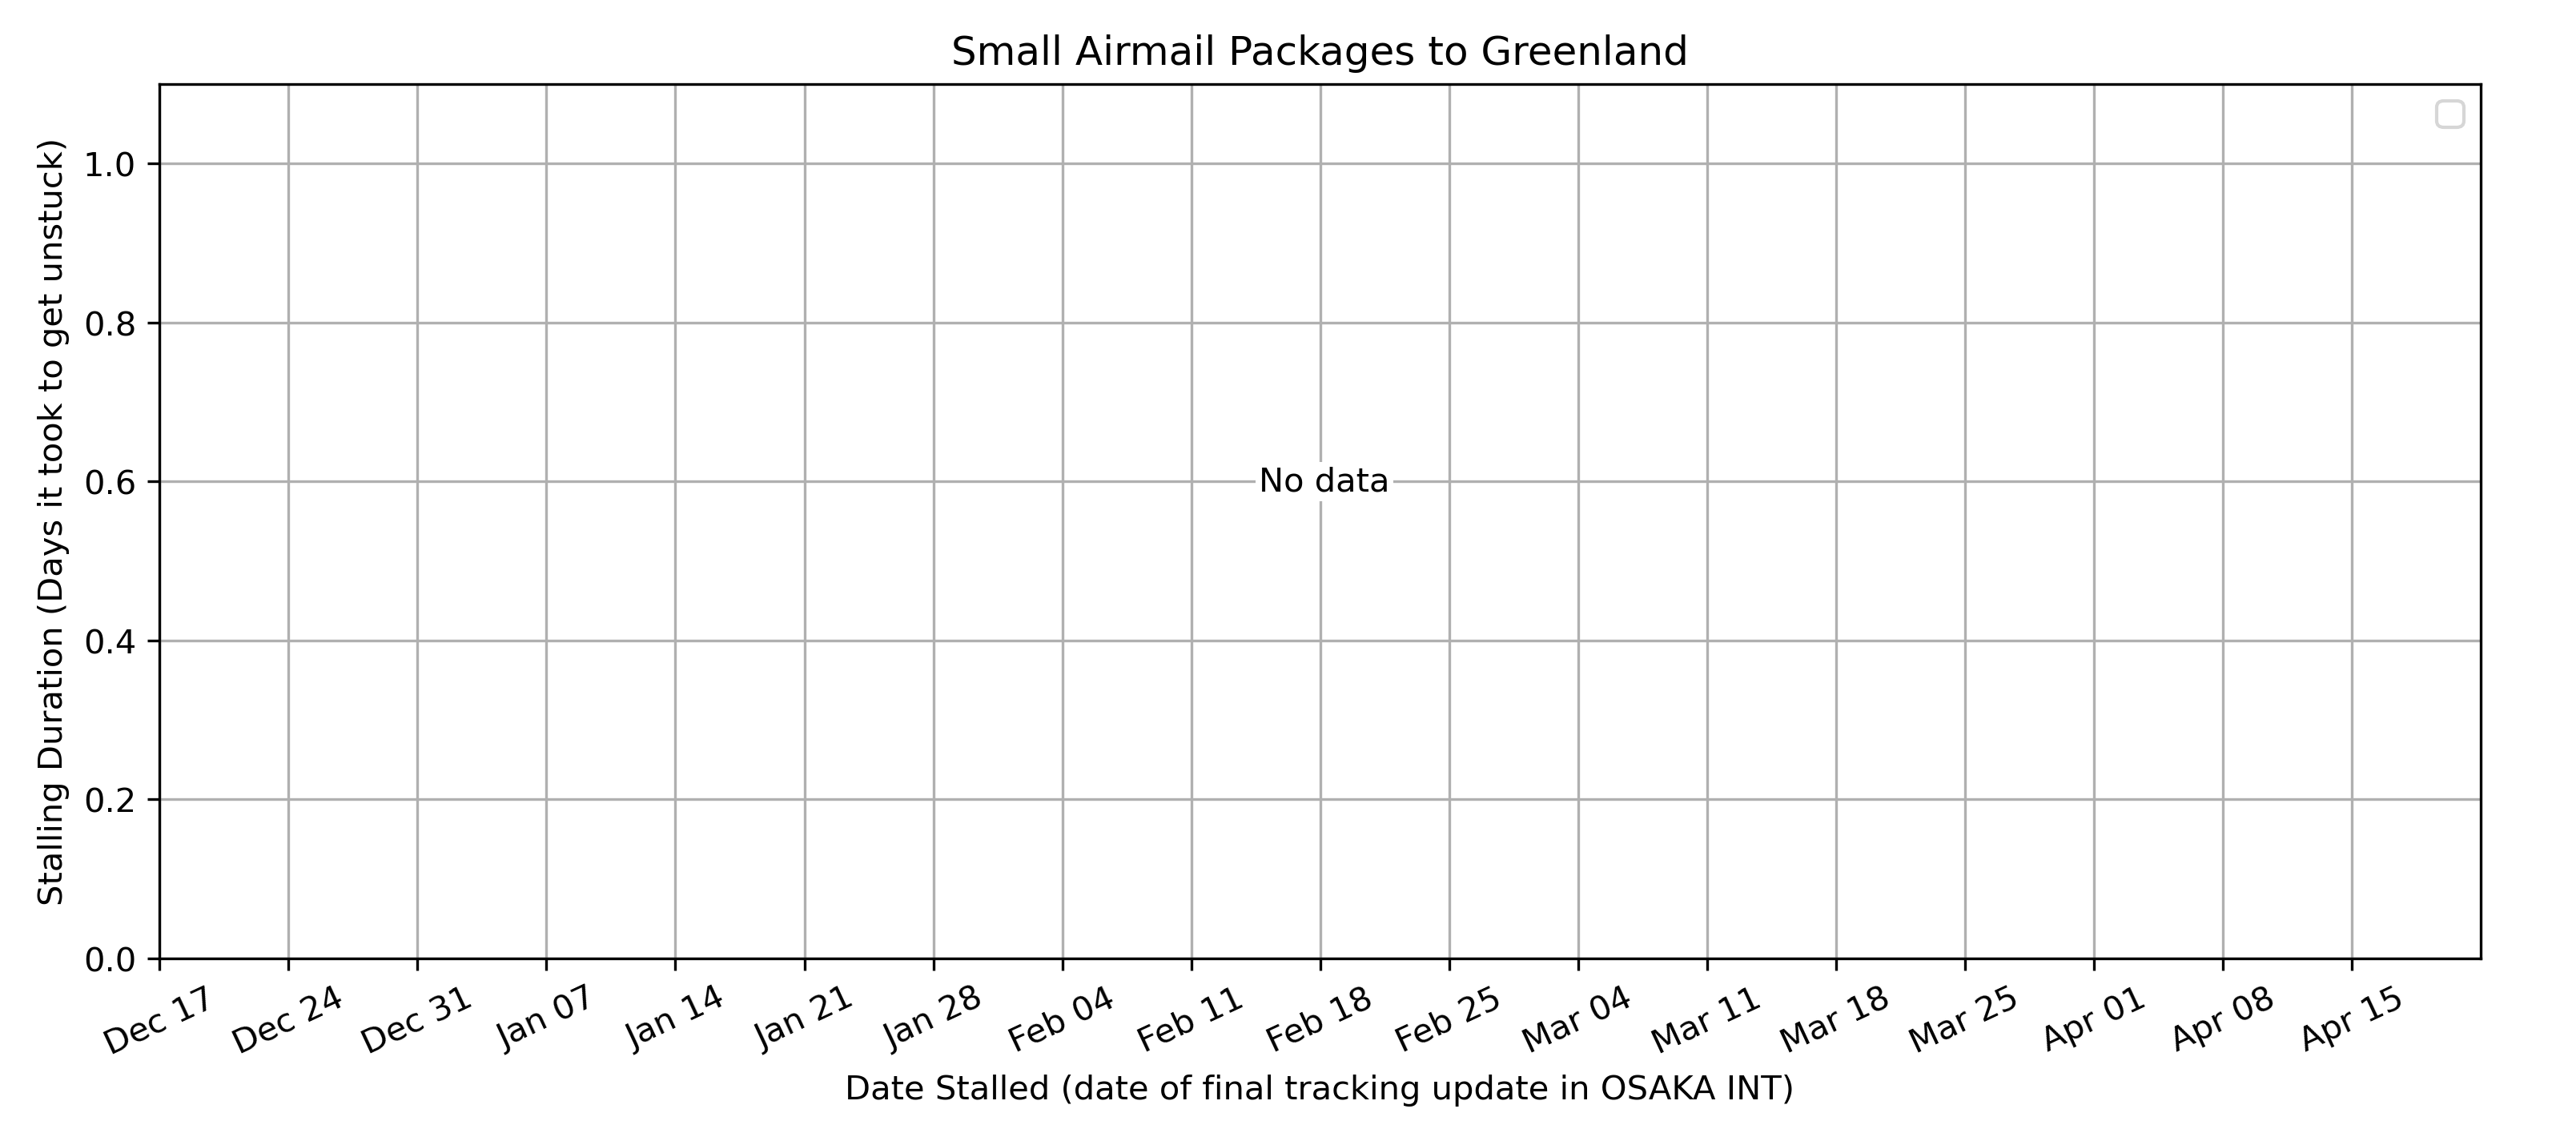 Small Airmail Packages to Greenland
Stalling Duration (Days it took to get unstuck)
1.0
0.8
0.6
0.4
0.2
0.0
No data
Dec 17
Dec 24
Dec 31
Jan 07
Jan 14
Jan 21
Jan 28
Feb 04
Feb 11
Feb 18
Feb 25
Mar 04
Mar 11
Mar 18
Mar 25
Apr 01
Apr 08
Apr 15
Date Stalled (date of final tracking update in OSAKA INT)